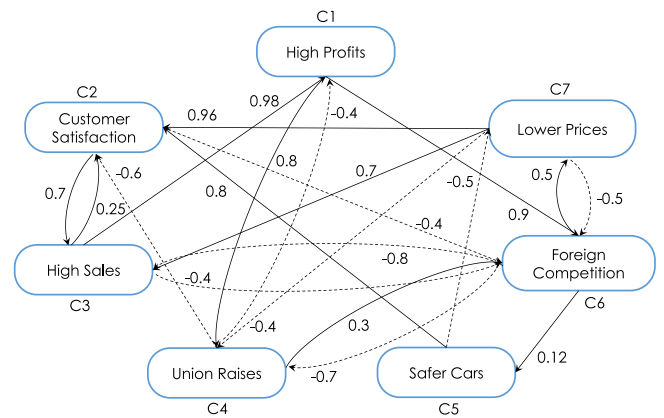 C1
High Profits
C2
Customer
Satisfaction
C7
Lower Prices
0.96
0.98
-0.4
0.7
0.25
-0.6
0.8
0.8
0.7
-0.5
0.5
-0.5
-0.4
0.9
High Sales
C3
-0.4
-0.8
Foreign
Competition
C6
-0.4
0.3
-0.7
0.12
Union Raises
C4
Safer Cars
C5